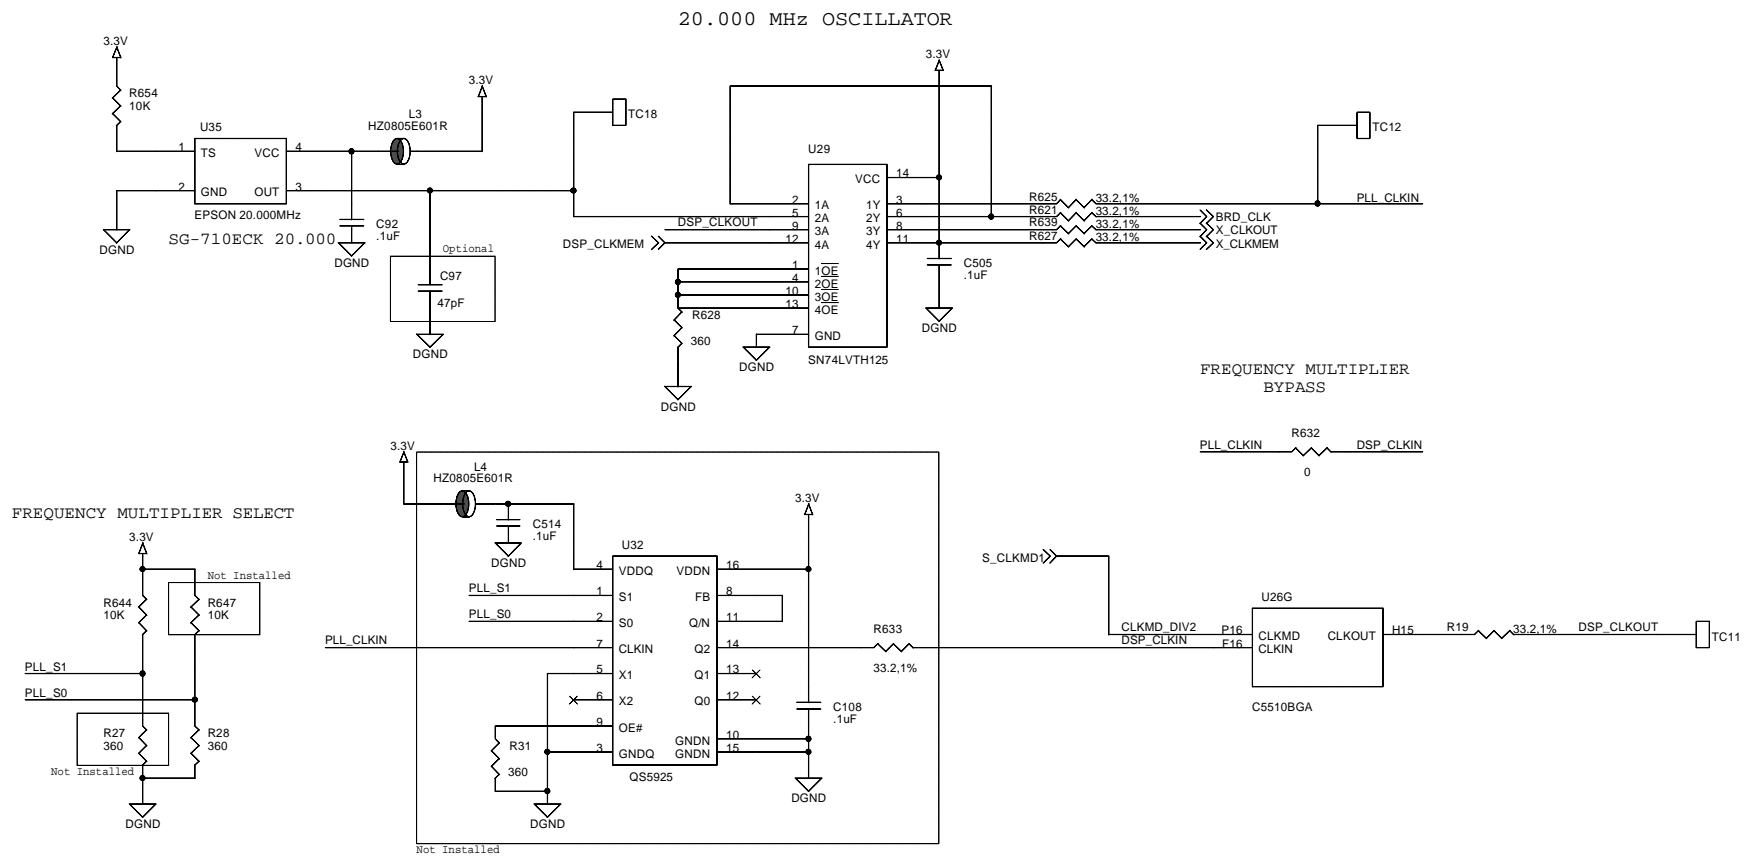 20.000 MHz OSCILLATOR
3.3V
R654
10K
U35
1 TS VCC 4
2 GND OUT 3
EPSON 20.000MHz
SG-710ECK 20.000
DGND
L3
HZ0805E601R
3.3V
C92
.1uF
DGND
Optional
C97
47pF
DGND
TC18
DSP_CLKOUT
DSP_CLKMEM
U29
3.3V
VCC 14
2 1A 1Y 3
5 2A 2Y 6
9 3A 3Y 8
12 4A 4Y 11
1 1OE
4 2OE
10 3OE
13 4OE
7 GND
SN74LVTH125
DGND
R628
360
DGND
C505
.1uF
DGND
R625 33.2,1% PLL_CLKIN
R621 33.2,1% BRD_CLK
R639 33.2,1% X_CLKOUT
R627 33.2,1% X_CLKMEM
TC12
FREQUENCY MULTIPLIER
BYPASS
PLL_CLKIN R632 DSP_CLKIN
0
FREQUENCY MULTIPLIER SELECT
3.3V
Not Installed
R644
10K
R647
10K
PLL_S1
PLL_S0
R27
360
R28
360
Not Installed
DGND
3.3V
L4
HZ0805E601R
C514
.1uF
DGND
3.3V
U32
4 VDDQ VDDN 16
PLL_S1 1 S1 FB 8
PLL_S0 2 S0 Q/N 11
PLL_CLKIN 7 CLKIN Q2 14
5 X1 Q1 13
6 X2 Q0 12
9 OE#
GNDN 10
3 GNDQ GNDN 15
QS5925
R31
360
DGND
C108
.1uF
DGND
Not Installed
R633
33.2,1%
S_CLKMD1
U26G
CLKMD_DIV2 P16 CLKMD CLKOUT H15
DSP_CLKIN F16 CLKIN
C5510BGA
R19 33.2,1% DSP_CLKOUT
TC11